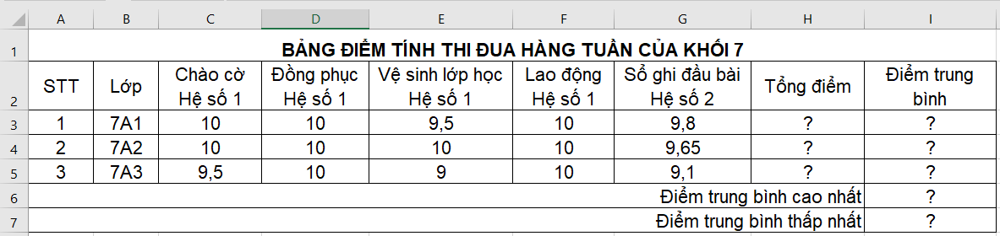 A B C D E F G H I
1 BẢNG ĐIỂM TÍNH THI ĐUA HÀNG TUẦN CỦA KHỐI 7
2 STT Lớp Chào cờ Hệ số 1 Đồng phục Hệ số 1 Vệ sinh lớp học Hệ số 1 Lao động Hệ số 1 Sổ ghi đầu bài Hệ số 2 Tổng điểm Điểm trung bình
3 1 7A1 10 10 9,5 10 9,8 ? ?
4 2 7A2 10 10 10 10 9,65 ? ?
5 3 7A3 9,5 10 9 10 9,1 ? ?
6 Điểm trung bình cao nhất ?
7 Điểm trung bình thấp nhất ?